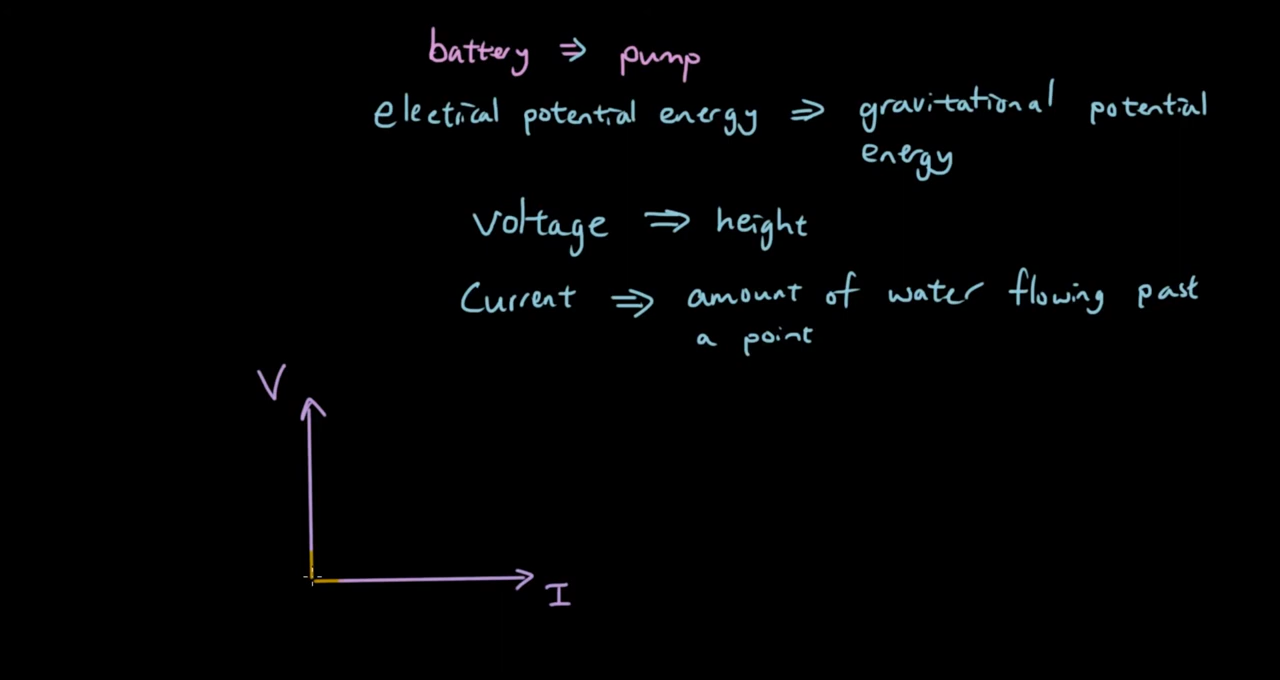 battery ⇒ pump
electrical potential energy ⇒ gravitational potential
energy
voltage ⇒ height
Current ⇒ amount of water flowing past
a point
V
I